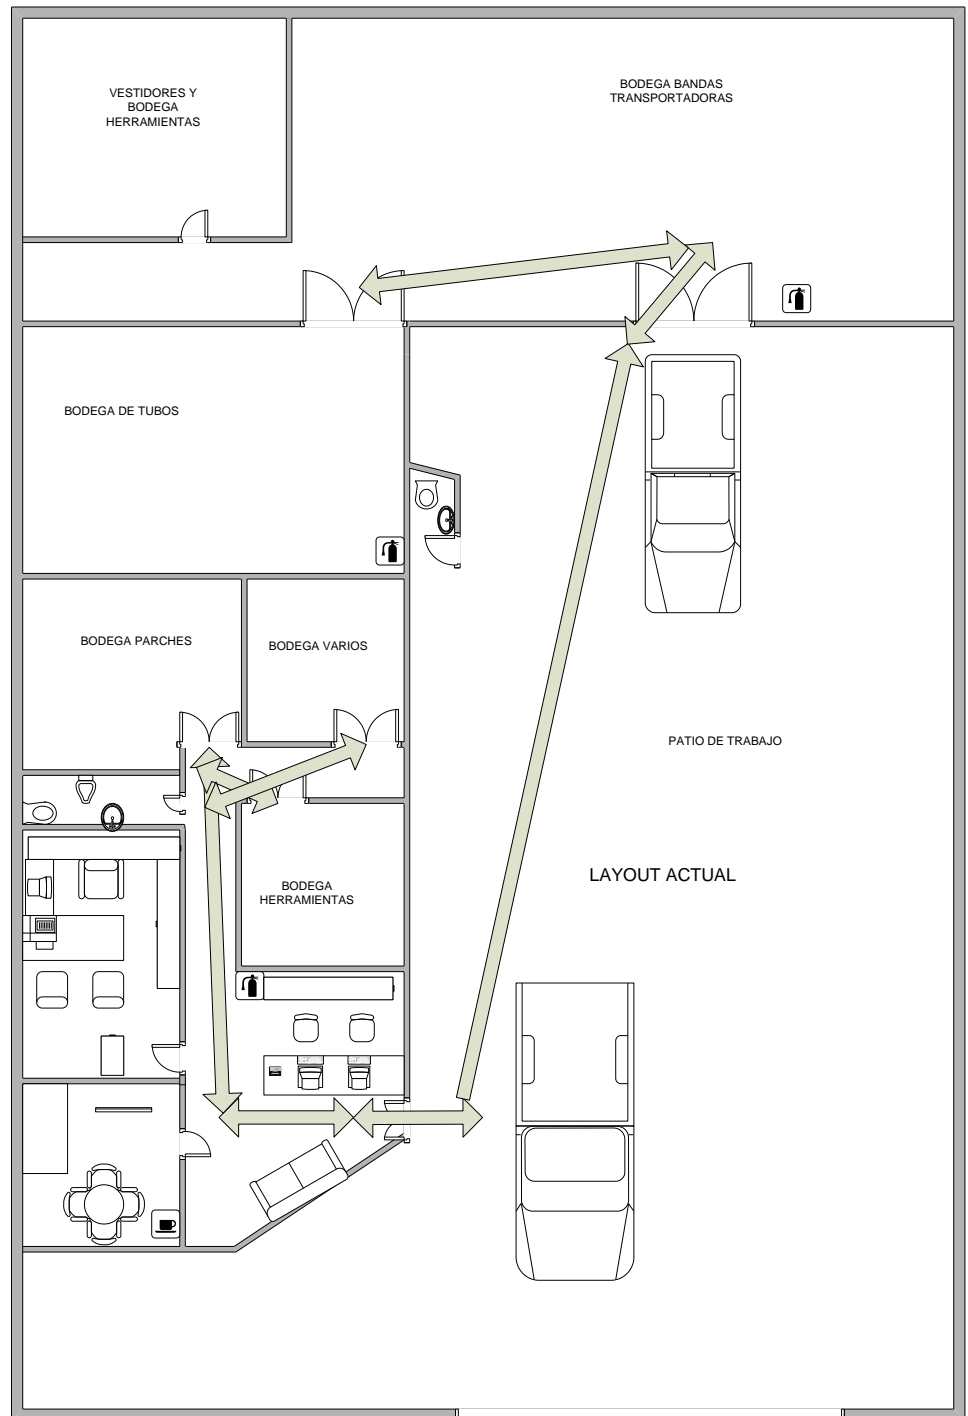 VESTIDORES Y
BODEGA
HERRAMIENTAS
BODEGA BANDAS
TRANSPORTADORAS
BODEGA DE TUBOS
BODEGA PARCHES
BODEGA VARIOS
PATIO DE TRABAJO
LAYOUT ACTUAL
BODEGA
HERRAMIENTAS